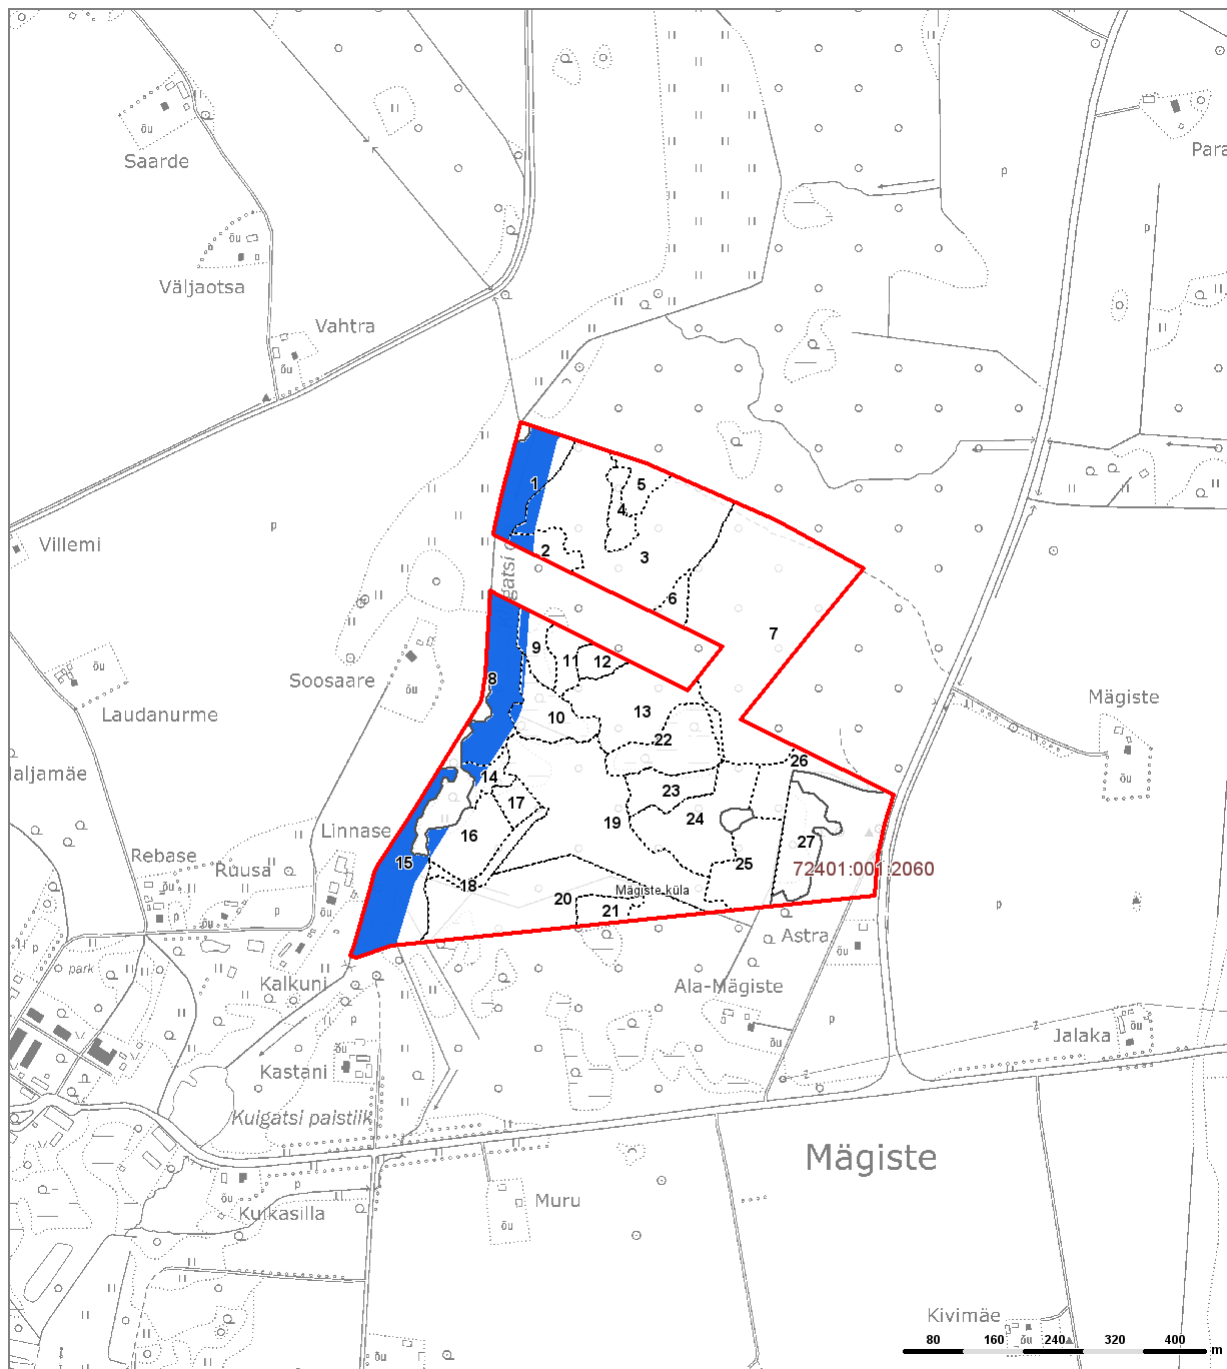 õu
Saarde
Para
p
p
õu
Väljaotsa
Vahtra
õu
1
5
4
p
Villemi
2
3
6
7
9
11
12
Soosaare
8
õu
õu
Mägiste
Laudanurme
10
13
22
26
õu
14
23
17
19
24
Linnase
16
27
Rebase
Ruusa
15
25
72401:001:2060
õu
õu
õu
18
Mägiste küla
20
21
p
p
Astra
õu
park
Kalkuni
Ala-Mägiste
p
p
õu
õu
Jalaka
õu
Kastani
Kuigatsi paistiik
Mägiste
p
õu
Muru
Kuikasilla
õu
Kivimäe
80 160 õu 240 320 400
m
õu